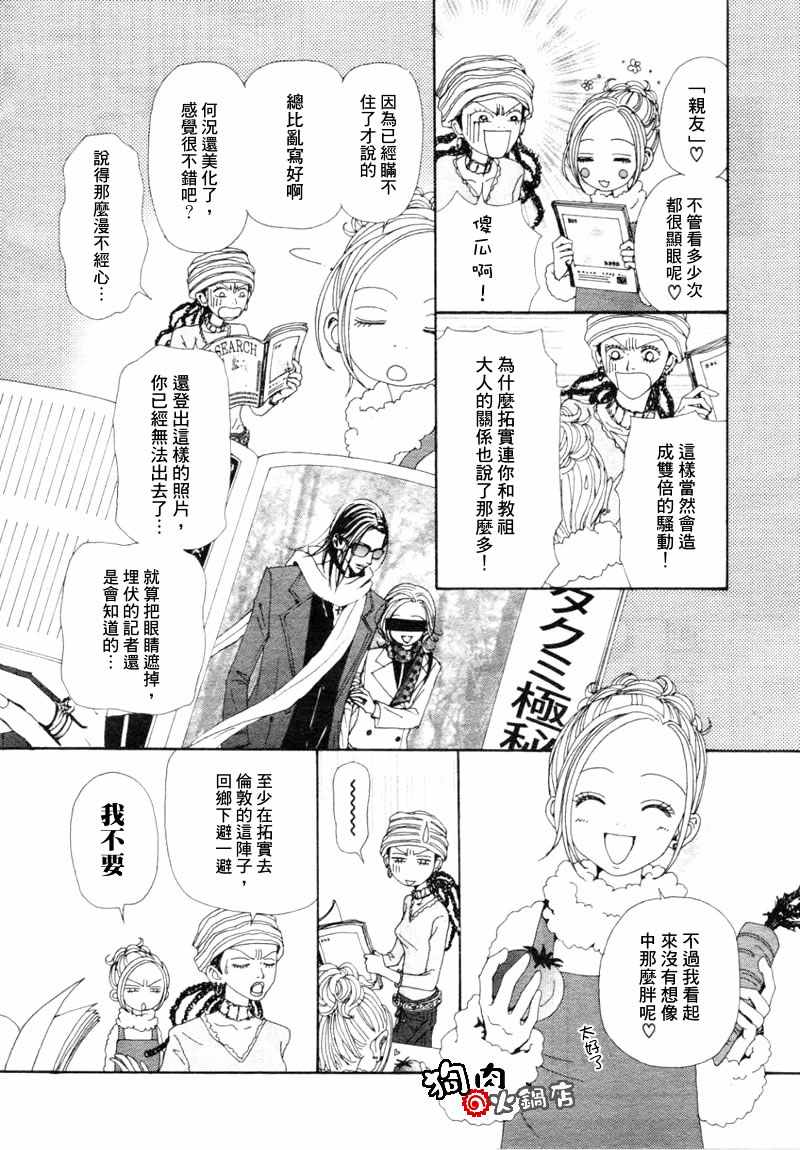 「親友」♡
不管看多少次
都很顯眼呢♡
傻瓜啊！
為什麼拓實連你和教祖
大人的關係也說了那麼多！
這樣當然會造
成雙倍的騷動！
因為已經瞞不
住了才說的
總比亂寫好啊
何況還美化了，
感覺很不錯吧？
說得那麼漫不經心…
SEARCH
還登出這樣的照片，
你已經無法出去了…
就算把眼睛遮掉，
埋伏的記者還
是會知道的…
タクミ極秘
不過我看起
來沒有想像
中那麼胖呢♡
太好了
至少在拓實去
倫敦的這陣子，
回鄉下避一避
我不要
狗肉
火鍋店